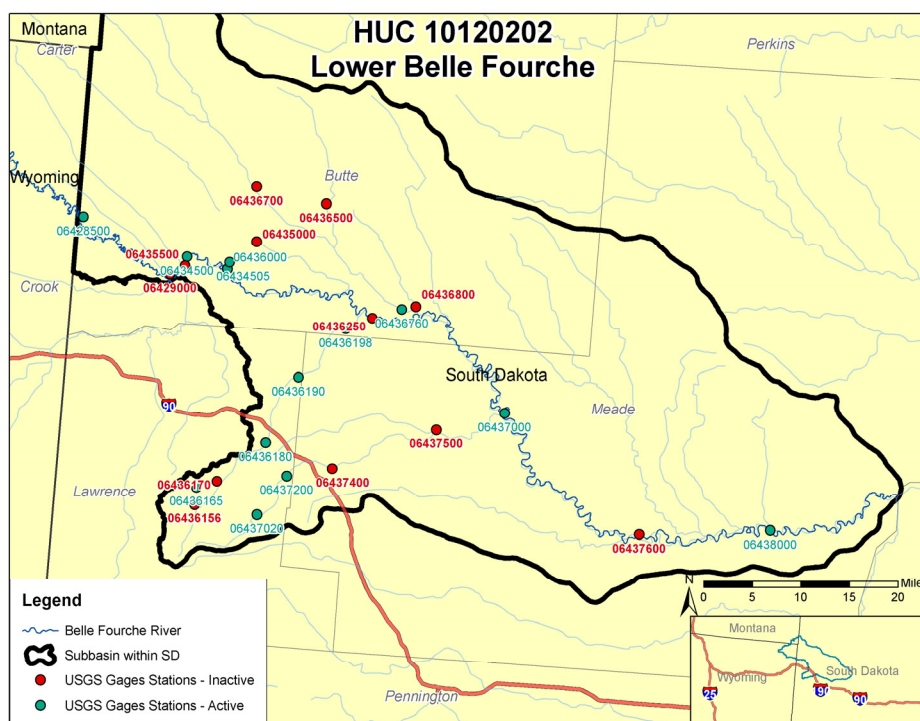 HUC 10120202
Lower Belle Fourche
Montana
Carter
Perkins
Wyoming
Butte
06436700
06436500
06428500
06435000
06435500
06436000
06434500
06434505
06429000
Crook
06436800
06436250
06436760
06436198
South Dakota
06436190
90
Meade
06437000
06437500
06436180
Lawrence
06436170
06437400
06437200
06436165
06436156
06437020
06437600
06438000
N
0 5 10 15 20
Mile
Legend
Belle Fourche River
Subbasin within SD
USGS Gages Stations - Inactive
USGS Gages Stations - Active
Pennington
Montana
Wyoming
South Dakota
25
90
90